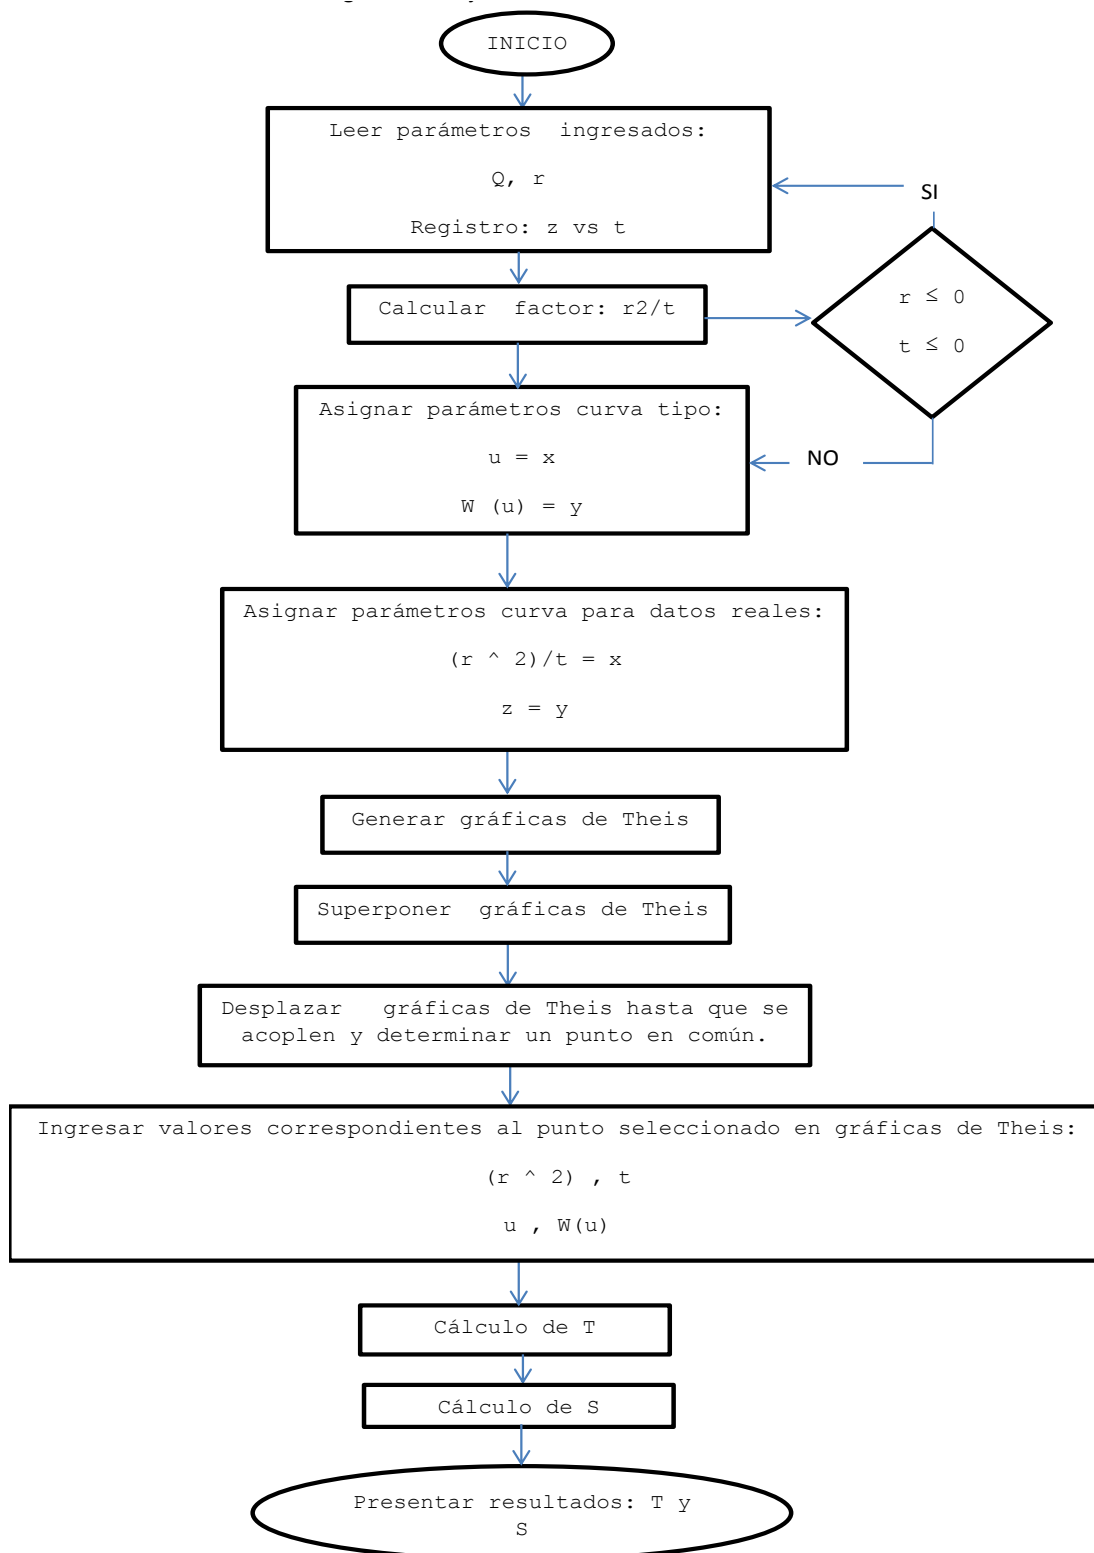 INICIO
Leer parámetros ingresados:
Q, r
Registro: z vs t
SI
Calcular factor: r2/t
r ≤ 0
t ≤ 0
Asignar parámetros curva tipo:
u = x
W (u) = y
NO
Asignar parámetros curva para datos reales:
(r ^ 2)/t = x
z = y
Generar gráficas de Theis
Superponer gráficas de Theis
Desplazar gráficas de Theis hasta que se
acoplen y determinar un punto en común.
Ingresar valores correspondientes al punto seleccionado en gráficas de Theis:
(r ^ 2) , t
u , W(u)
Cálculo de T
Cálculo de S
Presentar resultados: T y
S